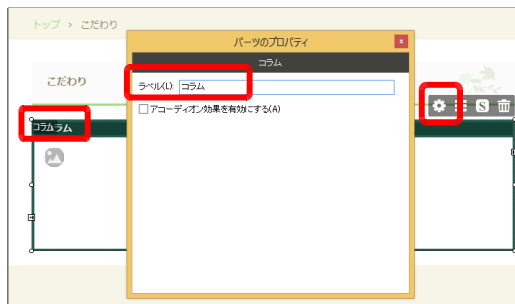 トップ › こだわり
パーツのプロパティ
x
コラム
こだわり
ラベル(L): コラム
アコーディオン効果を有効にする(A)
S
コラムラム